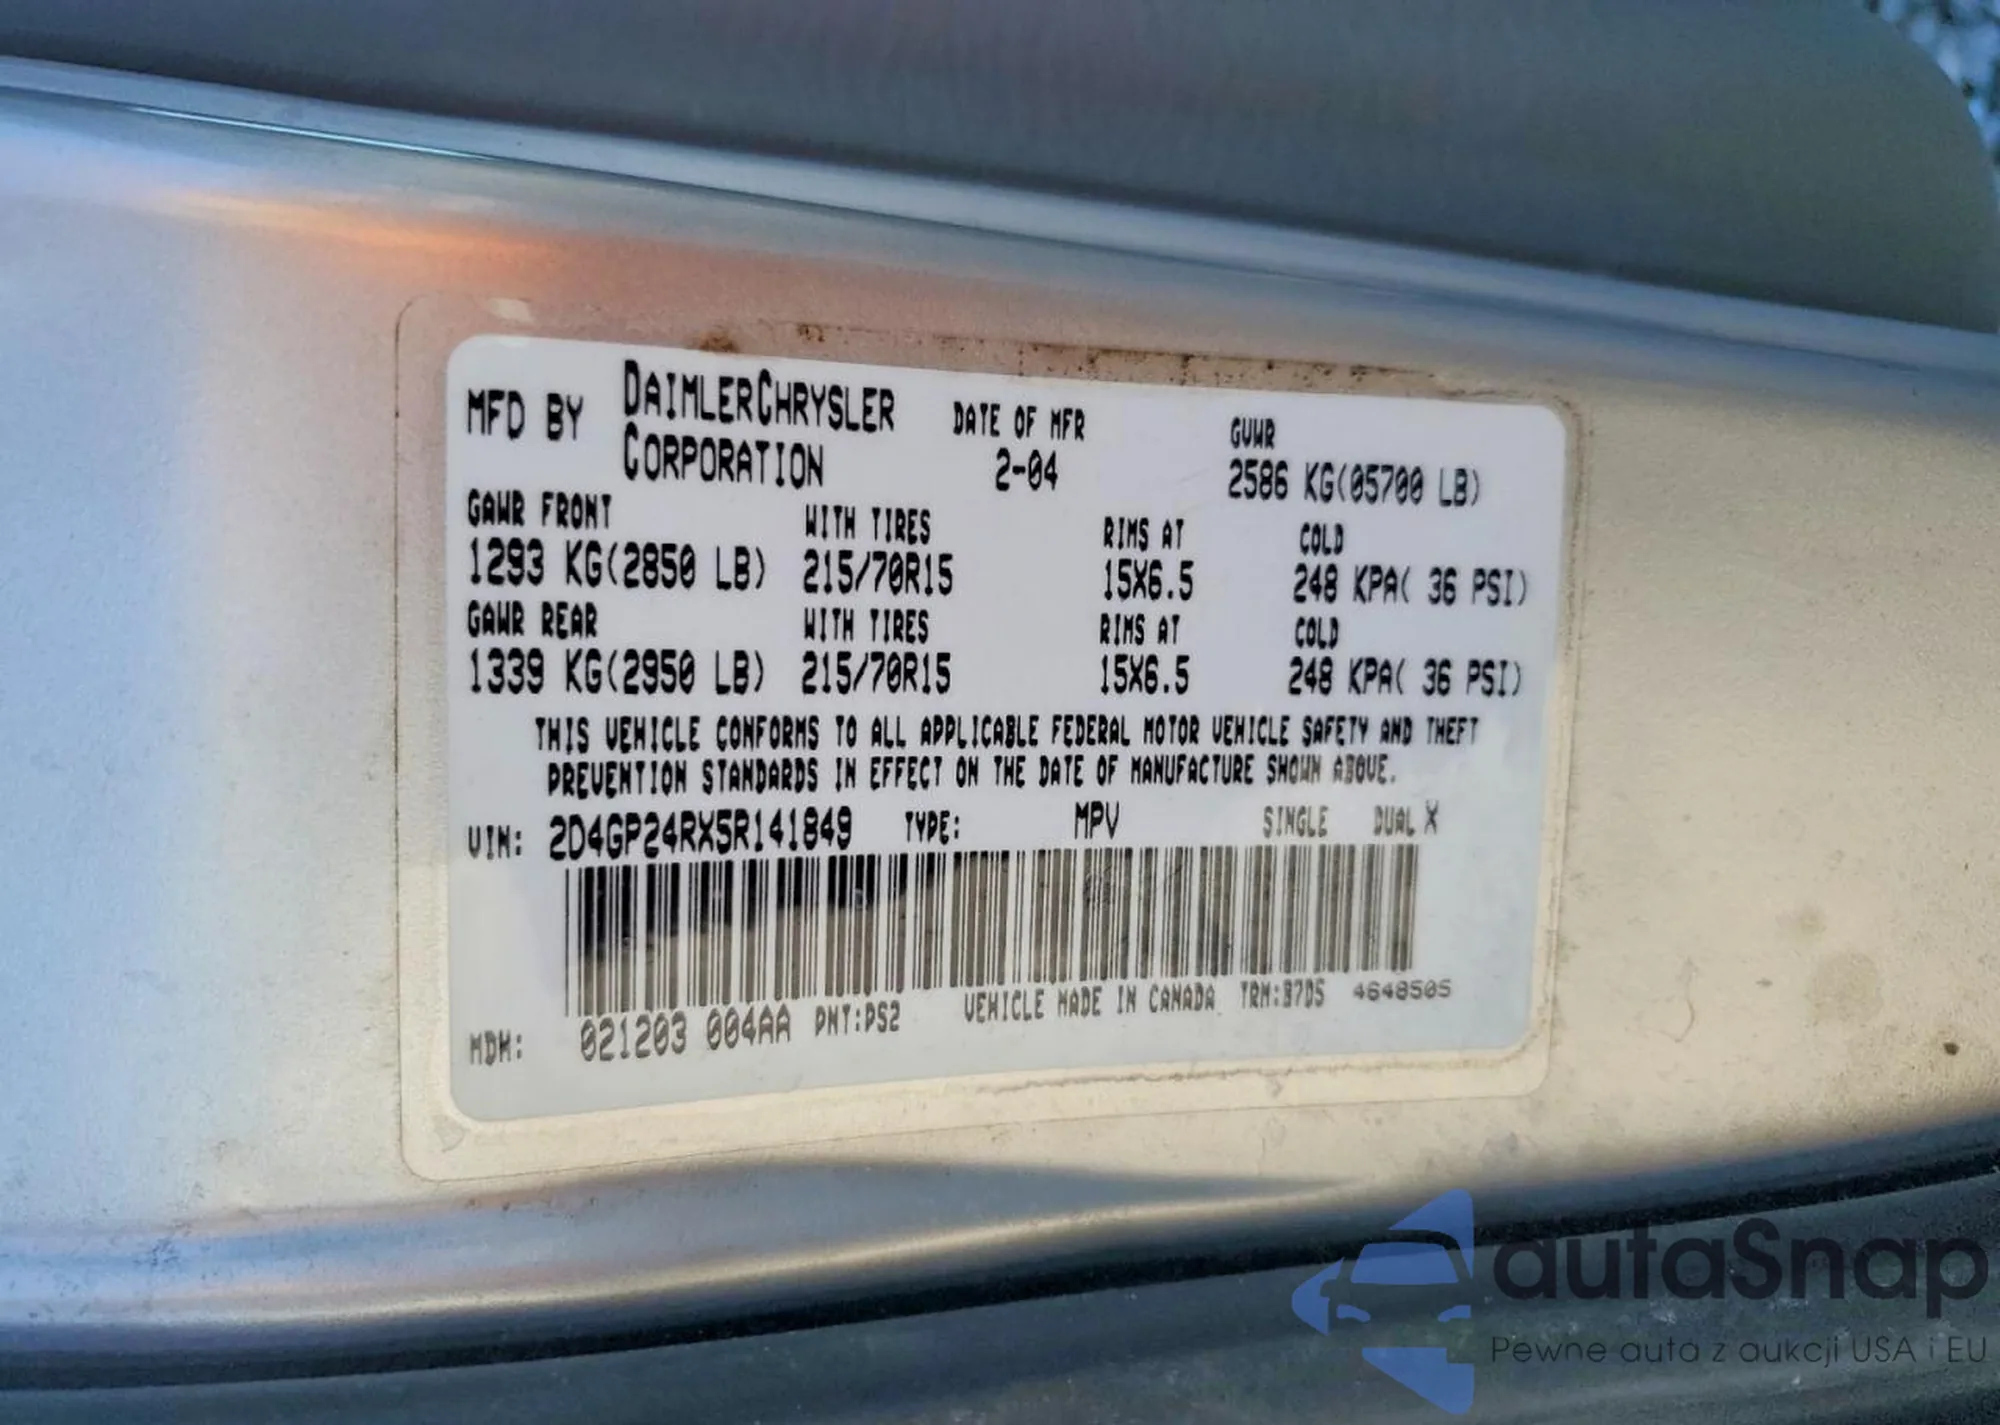 MFD BY DAIMLERCHRYSLER CORPORATION DATE OF MFR 2-04 GVWR 2586 KG(05700 LB)
GAWR FRONT WITH TIRES RIMS AT COLD
1293 KG(2850 LB) 215/70R15 15X6.5 248 KPA( 36 PSI)
GAWR REAR WITH TIRES RIMS AT COLD
1339 KG(2950 LB) 215/70R15 15X6.5 248 KPA( 36 PSI)
THIS VEHICLE CONFORMS TO ALL APPLICABLE FEDERAL MOTOR VEHICLE SAFETY AND THEFT
PREVENTION STANDARDS IN EFFECT ON THE DATE OF MANUFACTURE SHOWN ABOVE.
VIN: 2D4GP24RX5R141849 TYPE: MPV SINGLE DUAL X
MDH: 021203 004AA PNT:PS2 VEHICLE MADE IN CANADA TRM:B7D5 4648505
autaSnap
Pewne auta z aukcji USA i EU